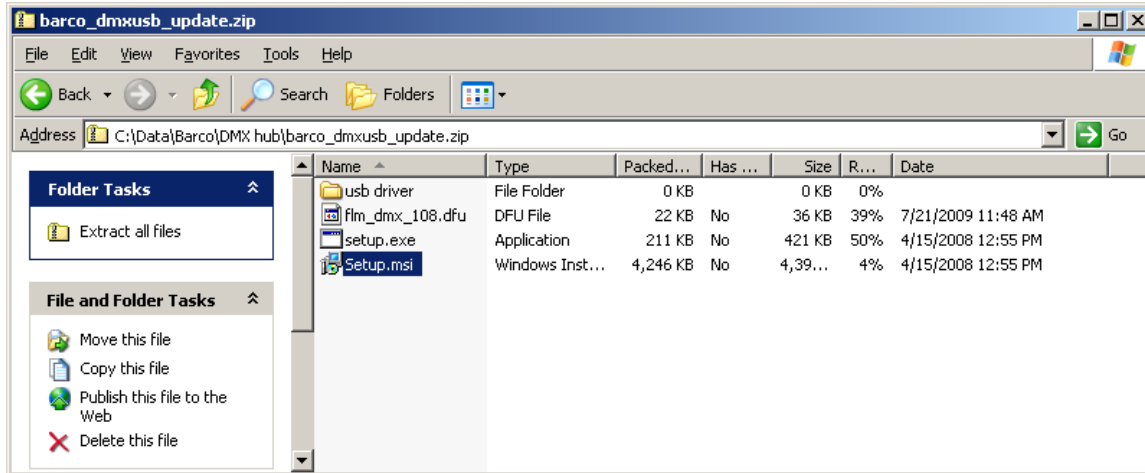 barco_dmxusb_update.zip
File Edit View Favorites Tools Help
Back Search Folders
Address C:\Data\Barco\DMX hub\barco_dmxusb_update.zip Go
Name Type Packed... Has ... Size R... Date
Folder Tasks
Extract all files
File and Folder Tasks
Move this file
Copy this file
Publish this file to the
Web
Delete this file
usb driver File Folder 0 KB 0 KB 0%
flm_dmx_108.dfu DFU File 22 KB No 36 KB 39% 7/21/2009 11:48 AM
setup.exe Application 211 KB No 421 KB 50% 4/15/2008 12:55 PM
Setup.msi Windows Inst... 4,246 KB No 4,39... 4% 4/15/2008 12:55 PM